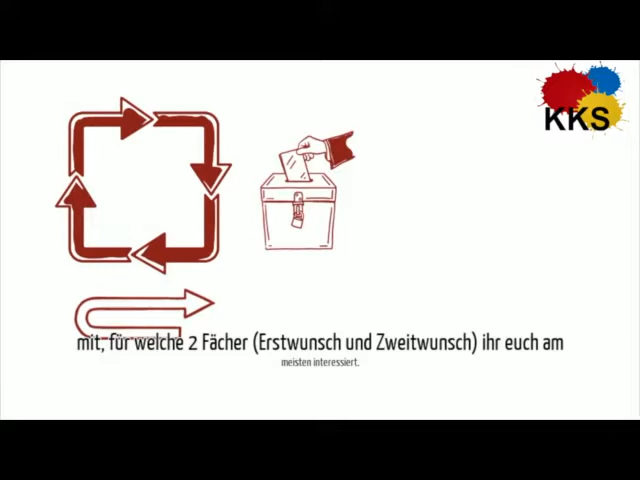 KKS
mit, für welche 2 Fächer (Erstwunsch und Zweitwunsch) ihr euch am
meisten interessiert.